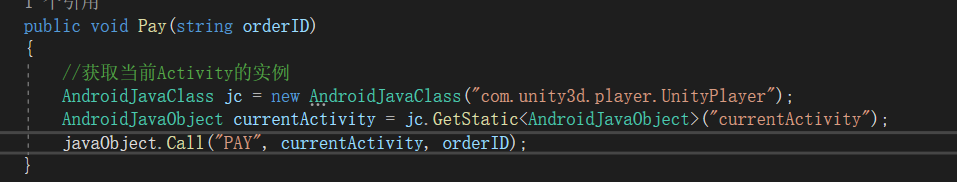 1 个引用
public void Pay(string orderID)
{
//获取当前Activity的实例
AndroidJavaClass jc = new AndroidJavaClass("com.unity3d.player.UnityPlayer");
AndroidJavaObject currentActivity = jc.GetStatic<AndroidJavaObject>("currentActivity");
javaObject.Call("PAY", currentActivity, orderID);
}